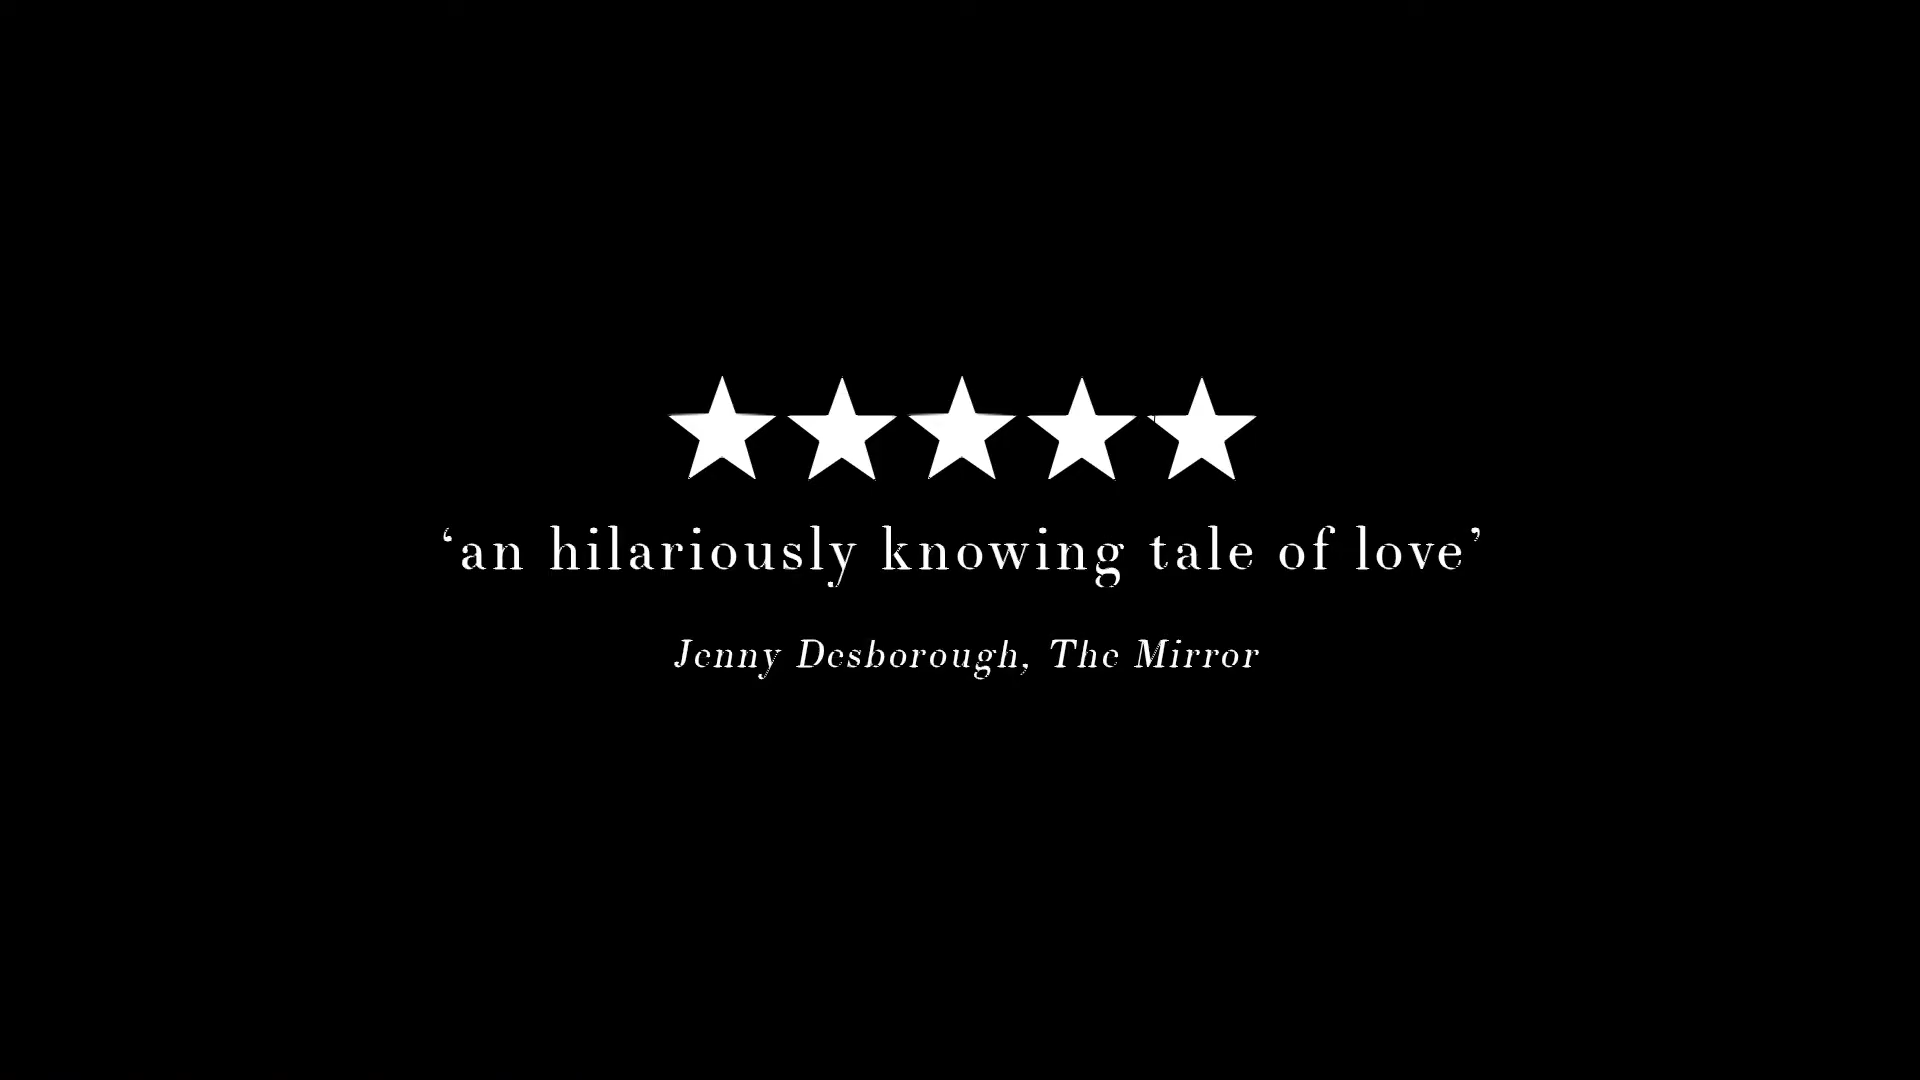 ‘an hilariously knowing tale of love’
Jenny Desborough, The Mirror